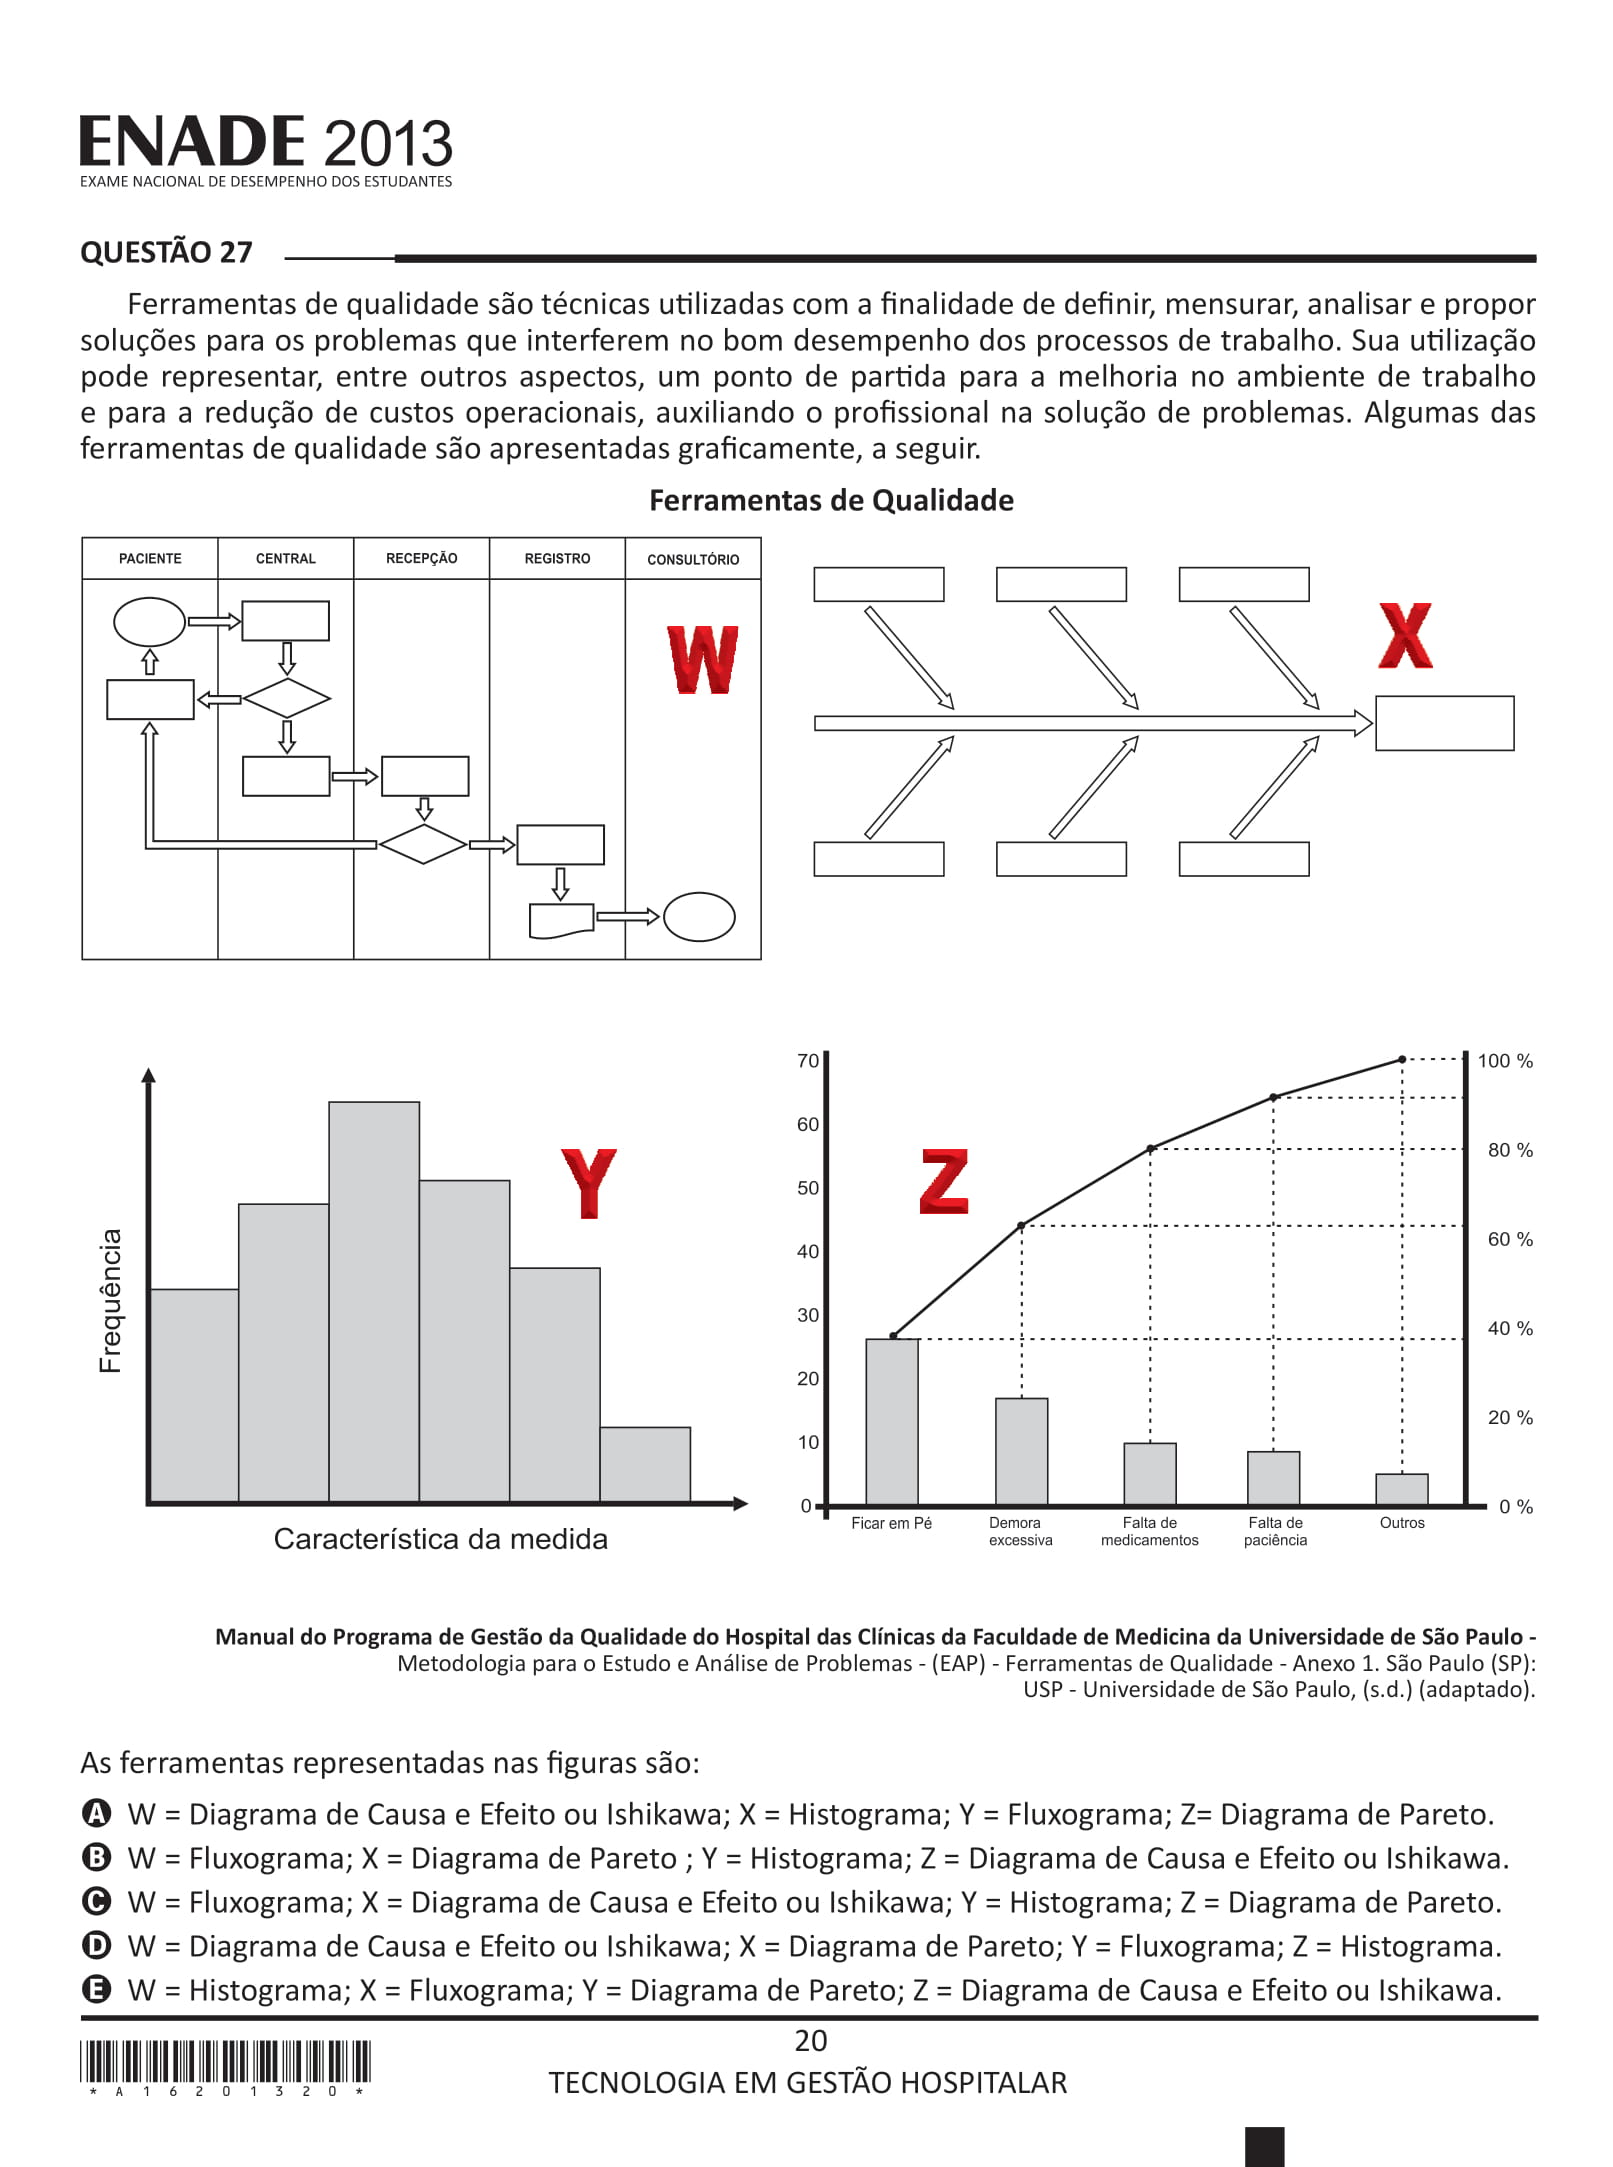 ENADE 2013
EXAME NACIONAL DE DESEMPENHO DOS ESTUDANTES
QUESTÃO 27
Ferramentas de qualidade são técnicas utilizadas com a finalidade de definir, mensurar, analisar e propor
soluções para os problemas que interferem no bom desempenho dos processos de trabalho. Sua utilização
pode representar, entre outros aspectos, um ponto de partida para a melhoria no ambiente de trabalho
e para a redução de custos operacionais, auxiliando o profissional na solução de problemas. Algumas das
ferramentas de qualidade são apresentadas graficamente, a seguir.
Ferramentas de Qualidade
PACIENTE CENTRAL RECEPÇÃO REGISTRO CONSULTÓRIO
W
X
Frequência
Característica da medida
Y
70
60
50
40
30
20
10
0
Z
100 %
80 %
60 %
40 %
20 %
0 %
Ficar em Pé
Demora
excessiva
Falta de
medicamentos
Falta de
paciência
Outros
Manual do Programa de Gestão da Qualidade do Hospital das Clínicas da Faculdade de Medicina da Universidade de São Paulo -
Metodologia para o Estudo e Análise de Problemas - (EAP) - Ferramentas de Qualidade - Anexo 1. São Paulo (SP):
USP - Universidade de São Paulo, (s.d.) (adaptado).
As ferramentas representadas nas figuras são:
A W = Diagrama de Causa e Efeito ou Ishikawa; X = Histograma; Y = Fluxograma; Z= Diagrama de Pareto.
B W = Fluxograma; X = Diagrama de Pareto ; Y = Histograma; Z = Diagrama de Causa e Efeito ou Ishikawa.
C W = Fluxograma; X = Diagrama de Causa e Efeito ou Ishikawa; Y = Histograma; Z = Diagrama de Pareto.
D W = Diagrama de Causa e Efeito ou Ishikawa; X = Diagrama de Pareto; Y = Fluxograma; Z = Histograma.
E W = Histograma; X = Fluxograma; Y = Diagrama de Pareto; Z = Diagrama de Causa e Efeito ou Ishikawa.
20
* A 1 6 2 0 1 3 2 0 *
TECNOLOGIA EM GESTÃO HOSPITALAR